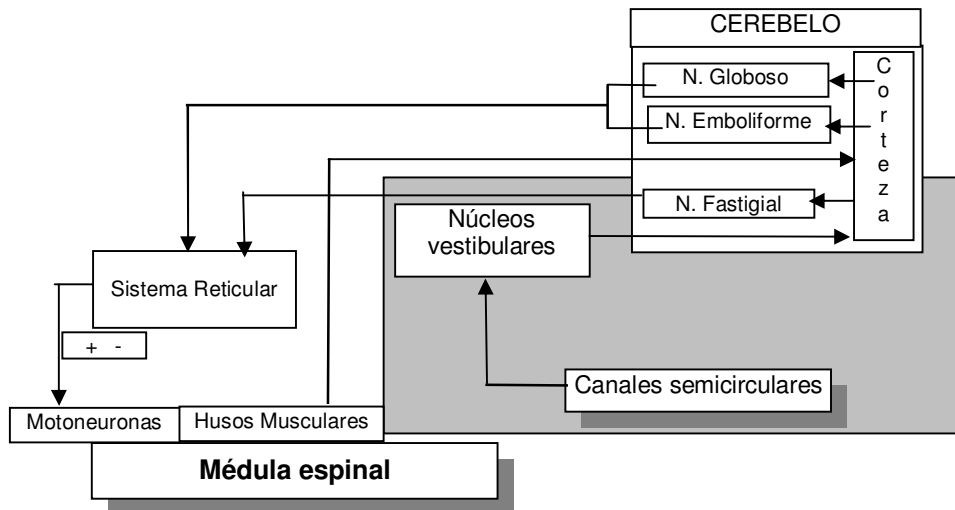 CEREBELO
N. Globoso
N. Emboliforme
N. Fastigial
C
o
r
t
e
z
a
Núcleos
vestibulares
Sistema Reticular
+ -
Canales semicirculares
Motoneuronas
Husos Musculares
Médula espinal